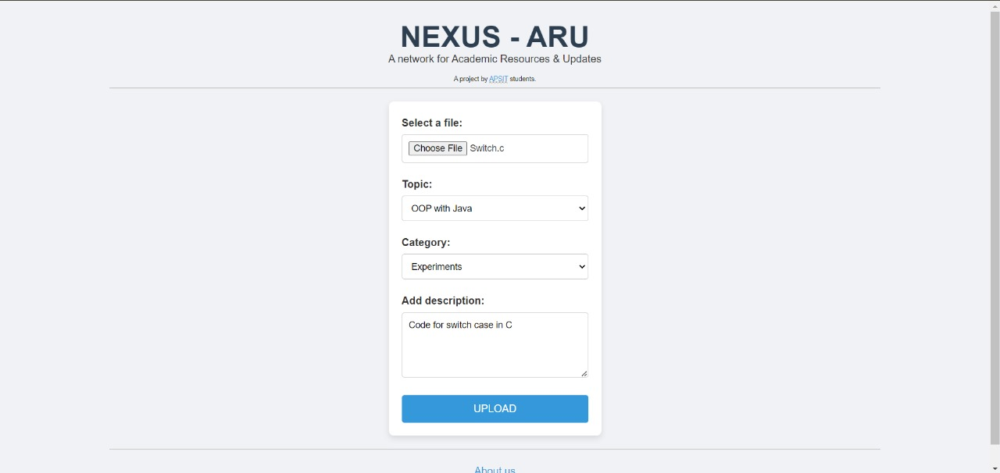 NEXUS - ARU
A network for Academic Resources & Updates
A project by APSIT students.
Select a file:
Choose File Switch.c
Topic:
OOP with Java
Category:
Experiments
Add description:
Code for switch case in C
UPLOAD
About us